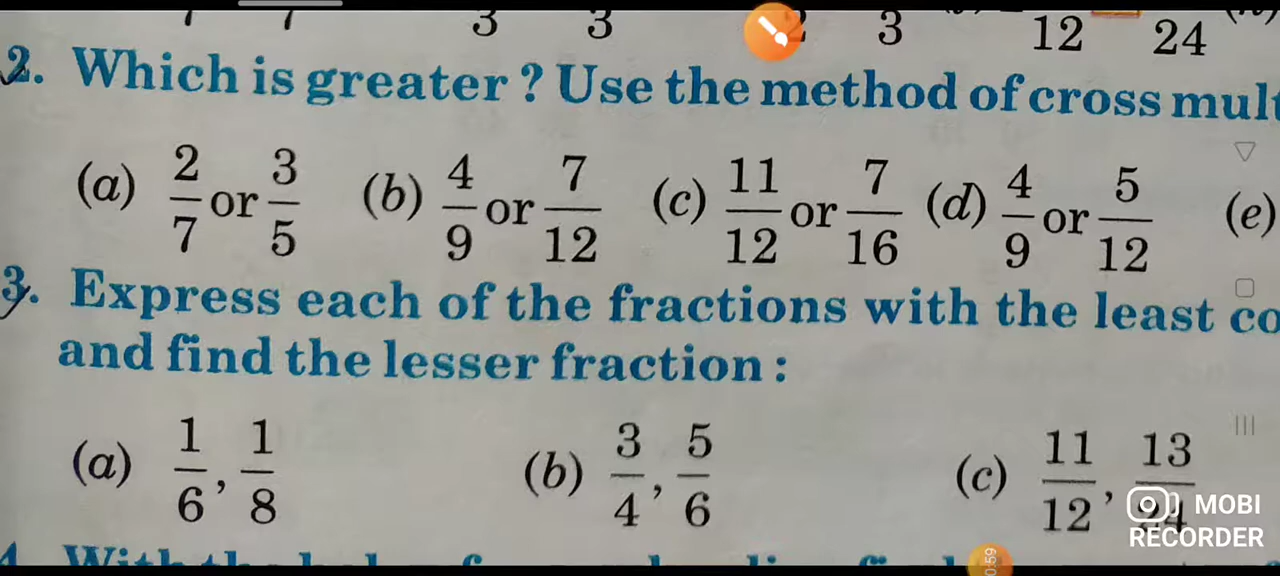 3 3 3 12 24
2. Which is greater ? Use the method of cross
(a) 2/7 or 3/5 (b) 4/9 or 7/12 (c) 11/12 or 7/16 (d) 4/9 or 5/12 (e)
3. Express each of the fractions with the least
and find the lesser fraction :
(a) 1/6, 1/8 (b) 3/4, 5/6 (c) 11/12, 13/24
MOBI
RECORDER